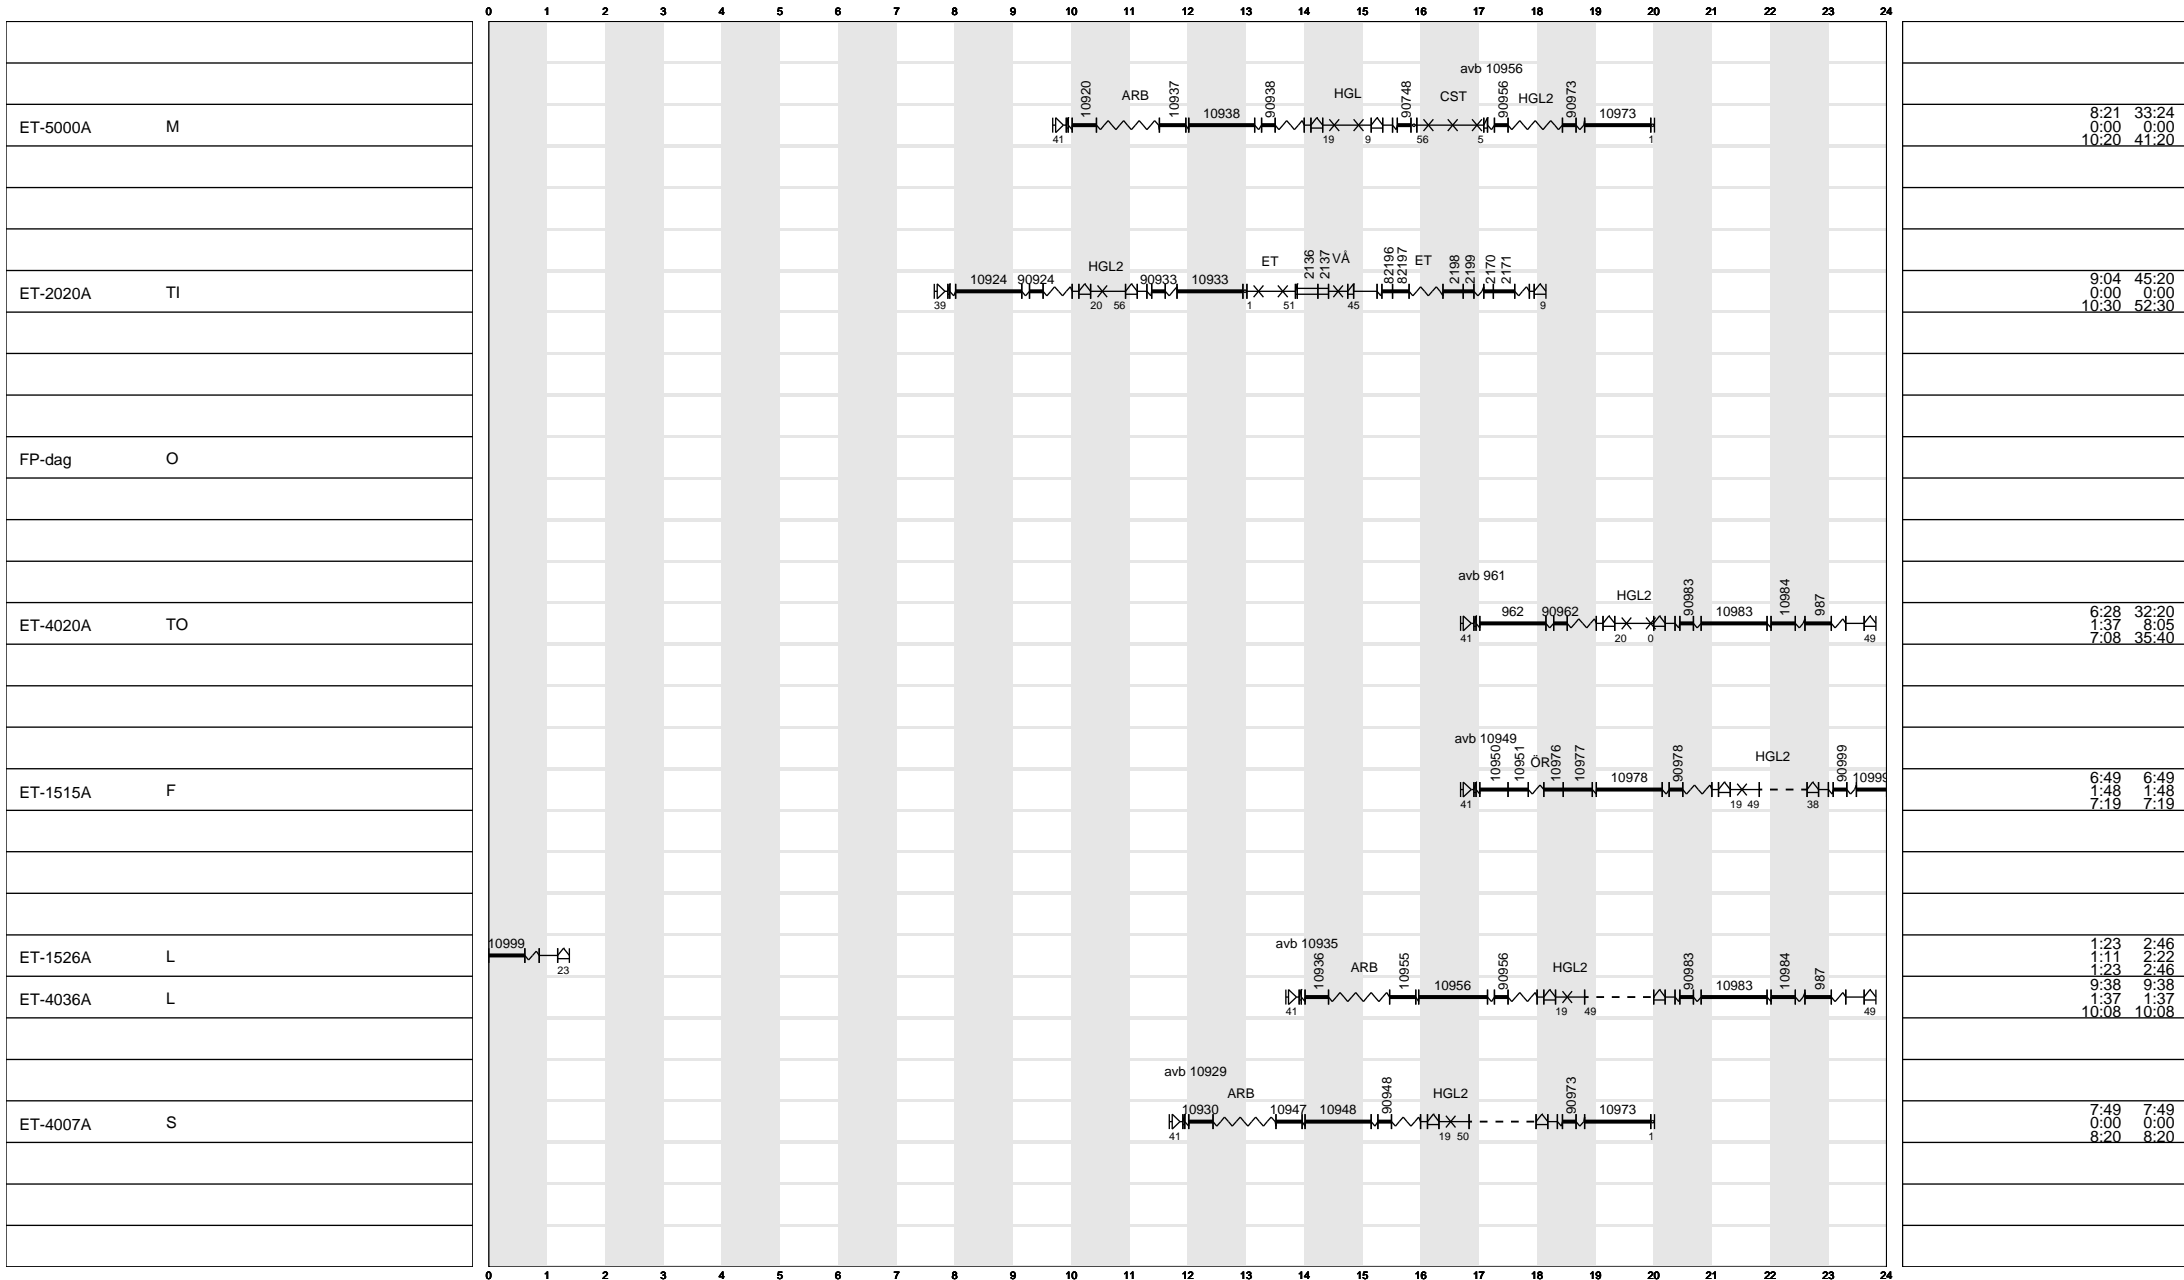 0 1 2 3 4 5 6 7 8 9 10 11 12 13 14 15 16 17 18 19 20 21 22 23 24
avb 10956
10920 ARB 10937 10938 90938 HGL 90748 CST 90956 HGL2 90973 10973
ET-5000A M 8:21 33:24
0:00 0:00
41 19 9 56 5 1 10:20 41:20
10924 90924 HGL2 90933 10933 ET 2136 2137 VÅ 82196 82197 ET 2198 2199 2170 2171
ET-2020A TI 9:04 45:20
0:00 0:00
39 20 56 1 51 45 9 10:30 52:30
FP-dag O
avb 961
962 90962 HGL2 90983 10983 10984 987
ET-4020A TO 6:28 32:20
1:37 8:05
41 20 0 49 7:08 35:40
avb 10949
10950 10951 ÖR 10976 10977 10978 90978 HGL2 90999 10999
ET-1515A F 6:49 6:49
1:48 1:48
41 19 49 38 7:19 7:19
10999
ET-1526A L 1:23 2:46
1:11 2:22
23 1:23 2:46
avb 10935
10936 ARB 10955 10956 90956 HGL2 90983 10983 10984 987
ET-4036A L 9:38 9:38
1:37 1:37
41 19 49 49 10:08 10:08
avb 10929
10930 ARB 10947 10948 90948 HGL2 90973 10973
ET-4007A S 7:49 7:49
0:00 0:00
41 19 50 1 8:20 8:20
0 1 2 3 4 5 6 7 8 9 10 11 12 13 14 15 16 17 18 19 20 21 22 23 24